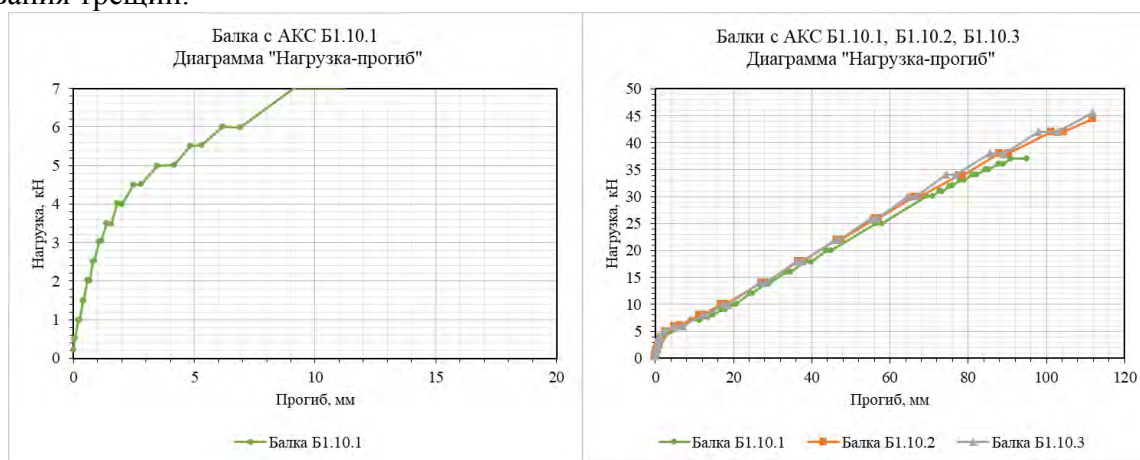 вания трещин.
Балка с АКС Б1.10.1
Диаграмма "Нагрузка-прогиб"
7
6
5
4
3
2
1
0
Нагрузка, кН
0 5 10 15 20
Прогиб, мм
Балка Б1.10.1
Балки с АКС Б1.10.1, Б1.10.2, Б1.10.3
Диаграмма "Нагрузка-прогиб"
50
45
40
35
30
25
20
15
10
5
0
Нагрузка, кН
0 20 40 60 80 100 120
Прогиб, мм
Балка Б1.10.1 Балка Б1.10.2 Балка Б1.10.3